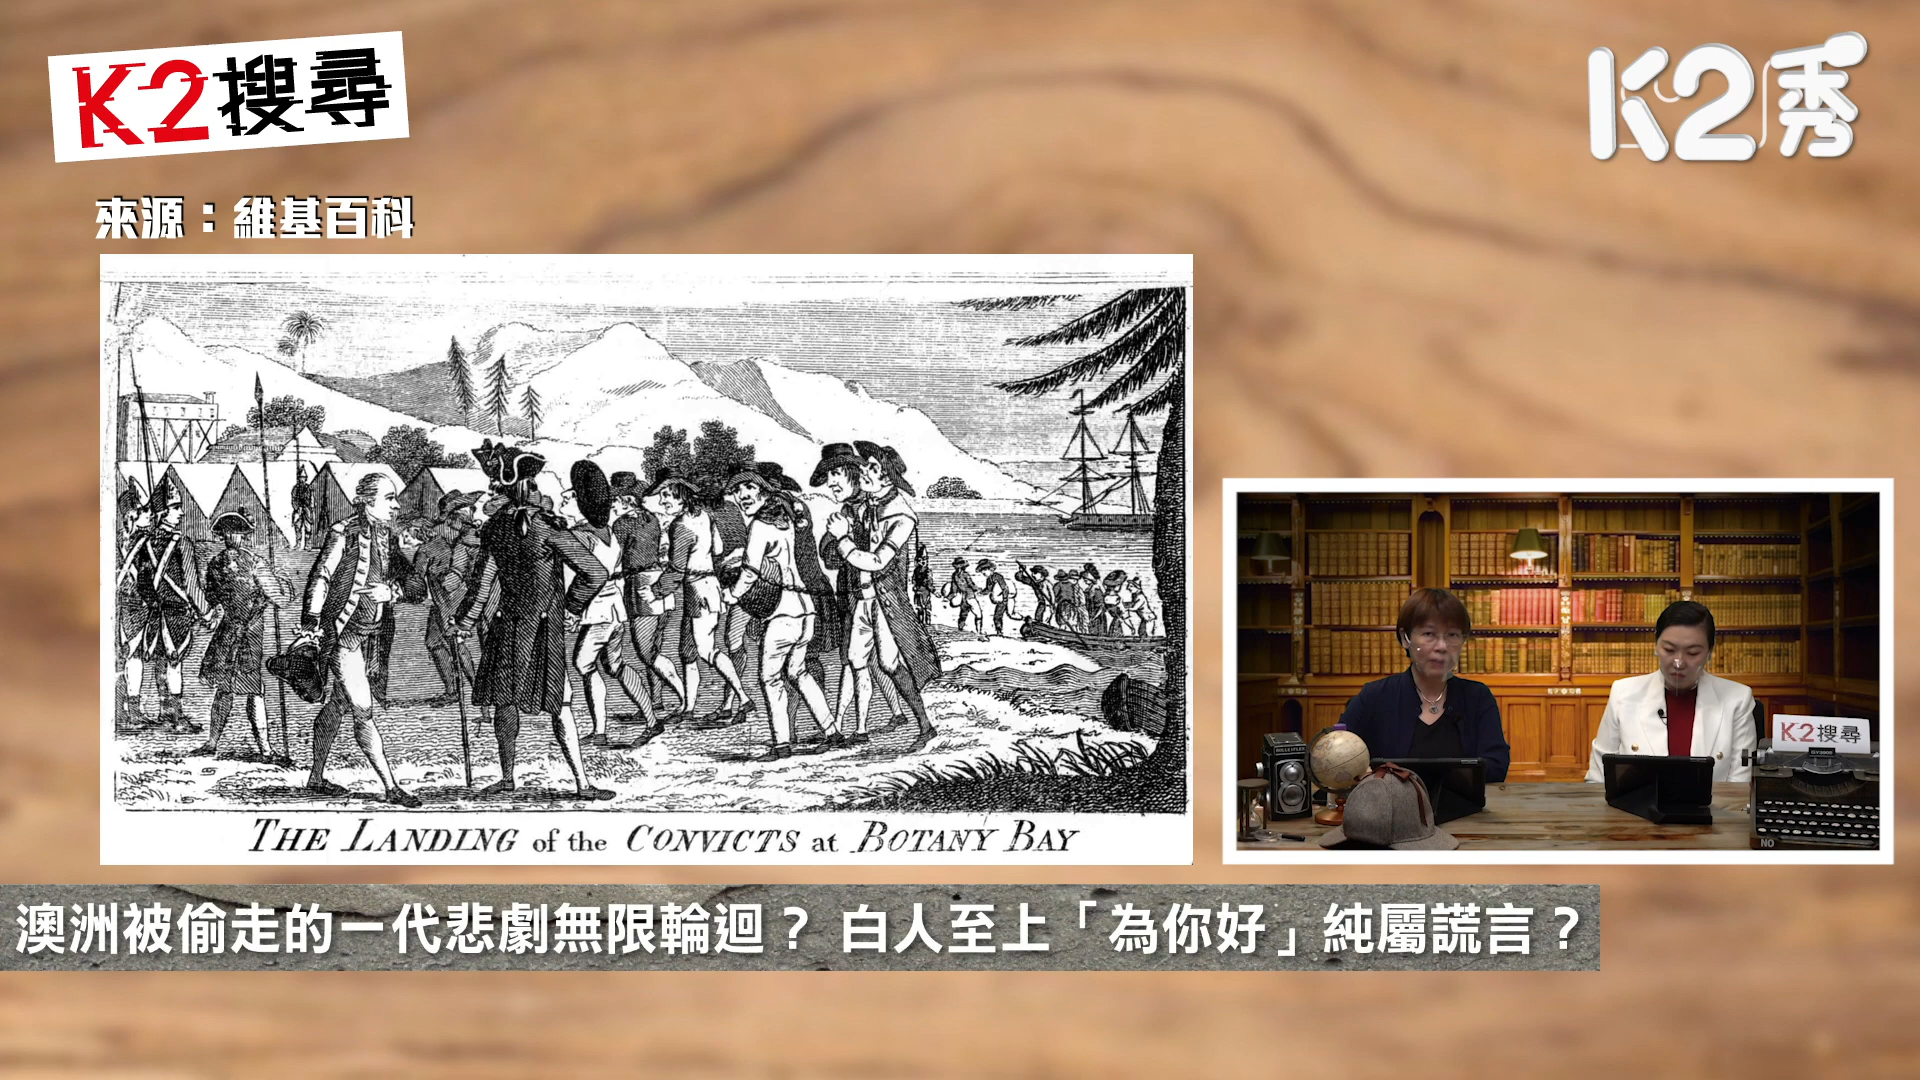 K2搜尋
K2秀
來源：維基百科
THE LANDING of the CONVICTS at BOTANY BAY
K2搜尋
NO
澳洲被偷走的一代悲劇無限輪迴？ 白人至上「為你好」純屬謊言？